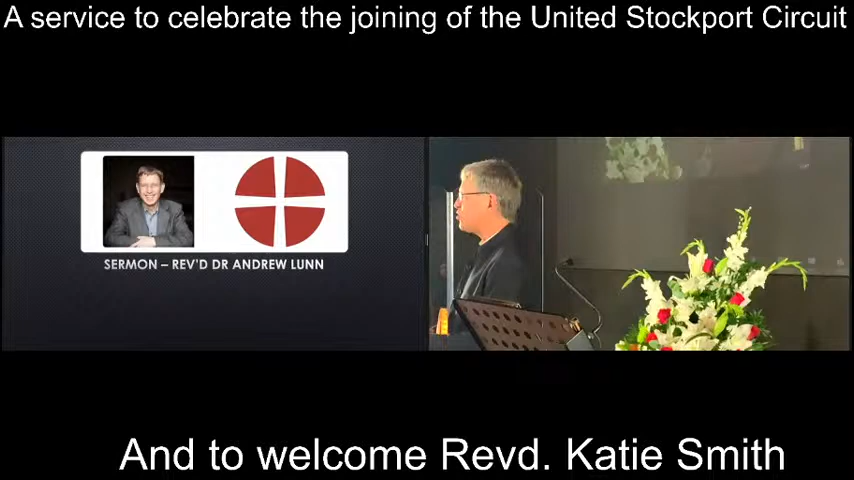 A service to celebrate the joining of the United Stockport Circuit
SERMON – REV'D DR ANDREW LUNN
And to welcome Revd. Katie Smith